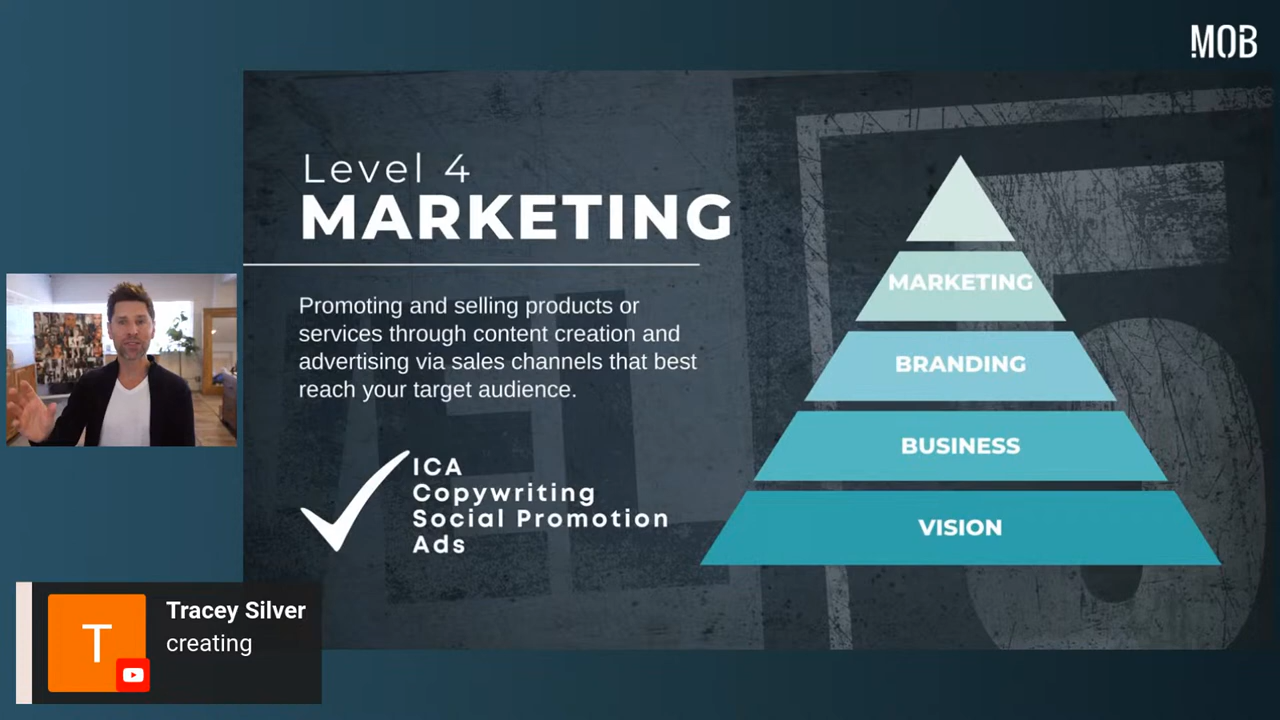 MOB
Level 4
MARKETING
Promoting and selling products or
services through content creation and
advertising via sales channels that best
reach your target audience.
ICA
Copywriting
Social Promotion
Ads
MARKETING
BRANDING
BUSINESS
VISION
T
Tracey Silver
creating